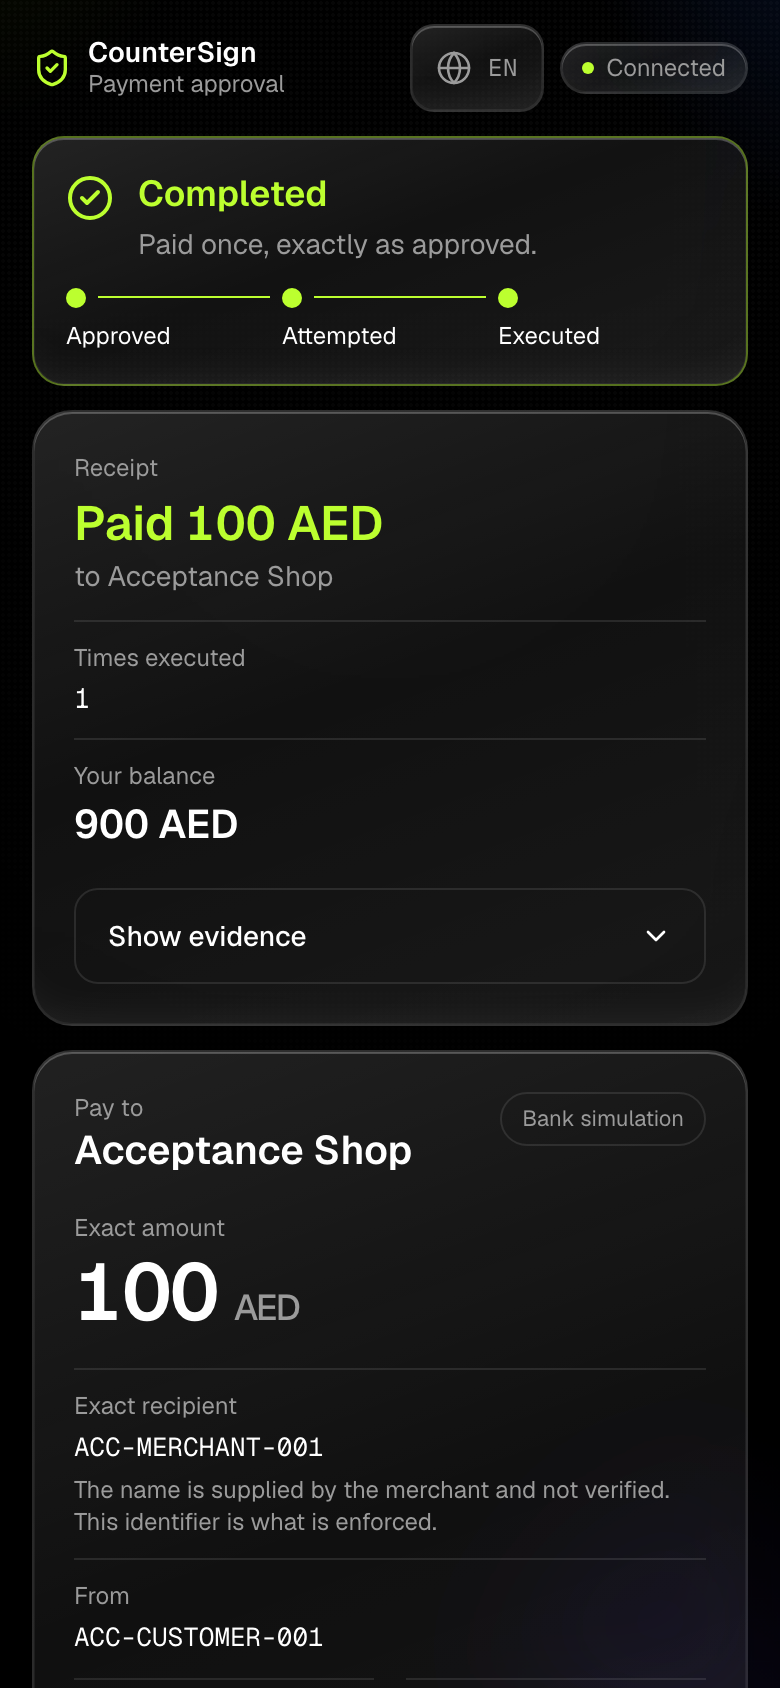 CounterSign
Payment approval
EN
Connected
Completed
Paid once, exactly as approved.
Approved
Attempted
Executed
Receipt
Paid 100 AED
to Acceptance Shop
Times executed
1
Your balance
900 AED
Show evidence
Pay to
Bank simulation
Acceptance Shop
Exact amount
100 AED
Exact recipient
ACC-MERCHANT-001
The name is supplied by the merchant and not verified.
This identifier is what is enforced.
From
ACC-CUSTOMER-001